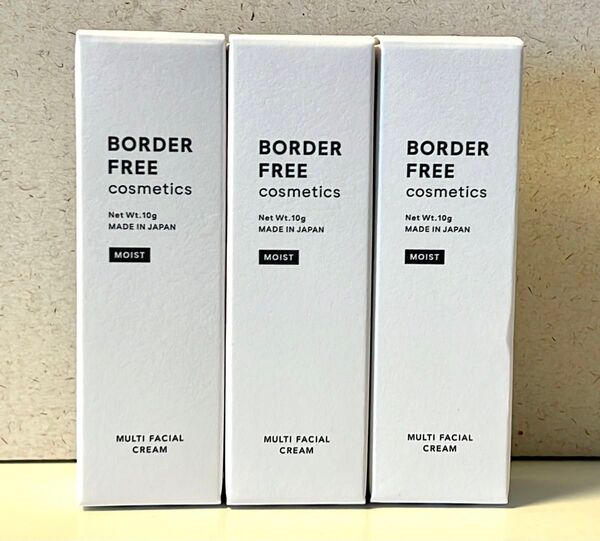 BORDER
FREE
cosmetics
Net Wt.10g
MADE IN JAPAN
MOIST
MULTI FACIAL
CREAM
BORDER
FREE
cosmetics
Net Wt.10g
MADE IN JAPAN
MOIST
MULTI FACIAL
CREAM
BORDER
FREE
cosmetics
Net Wt.10g
MADE IN JAPAN
MOIST
MULTI FACIAL
CREAM